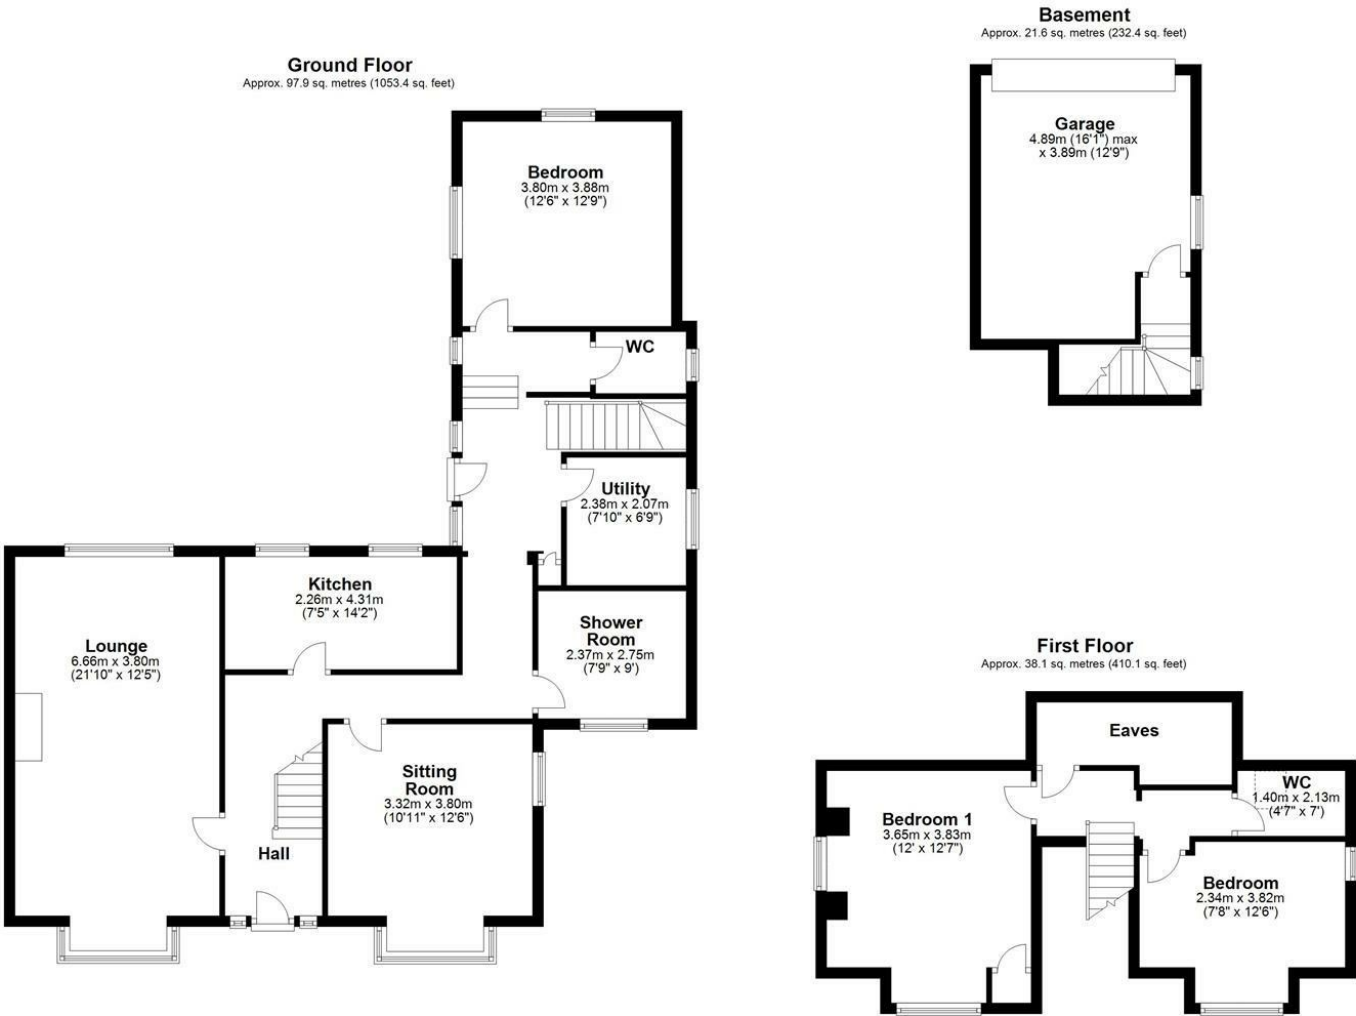 Ground Floor
Approx. 97.9 sq. metres (1053.4 sq. feet)
Bedroom
3.80m x 3.88m
(12'6" x 12'9")
WC
Utility
2.38m x 2.07m
(7'10" x 6'9")
Kitchen
2.26m x 4.31m
(7'5" x 14'2")
Lounge
6.66m x 3.80m
(21'10" x 12'5")
Shower
Room
2.37m x 2.75m
(7'9" x 9')
Sitting
Room
3.32m x 3.80m
(10'11" x 12'6")
Hall
Basement
Approx. 21.6 sq. metres (232.4 sq. feet)
Garage
4.89m (16'1") max
x 3.89m (12'9")
First Floor
Approx. 38.1 sq. metres (410.1 sq. feet)
Eaves
WC
1.40m x 2.13m
(4'7" x 7')
Bedroom 1
3.65m x 3.83m
(12' x 12'7")
Bedroom
2.34m x 3.82m
(7'8" x 12'6")